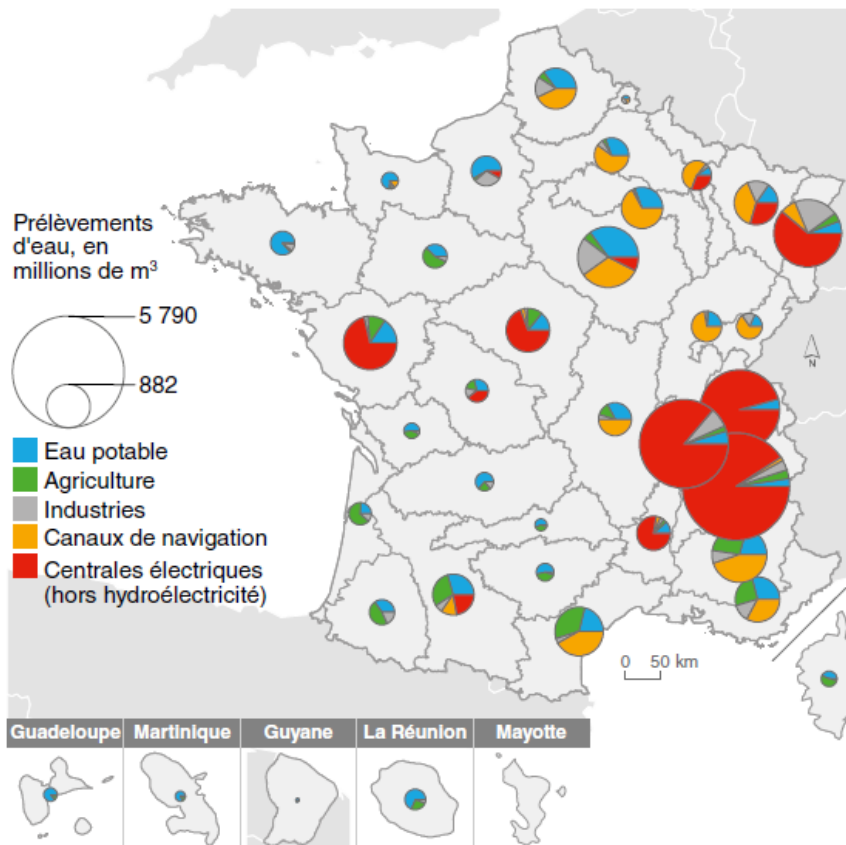 Prélèvements
d'eau, en
millions de m³
5 790
882
Eau potable
Agriculture
Industries
Canaux de navigation
Centrales électriques
(hors hydroélectricité)
N
0 50 km
Guadeloupe Martinique Guyane La Réunion Mayotte